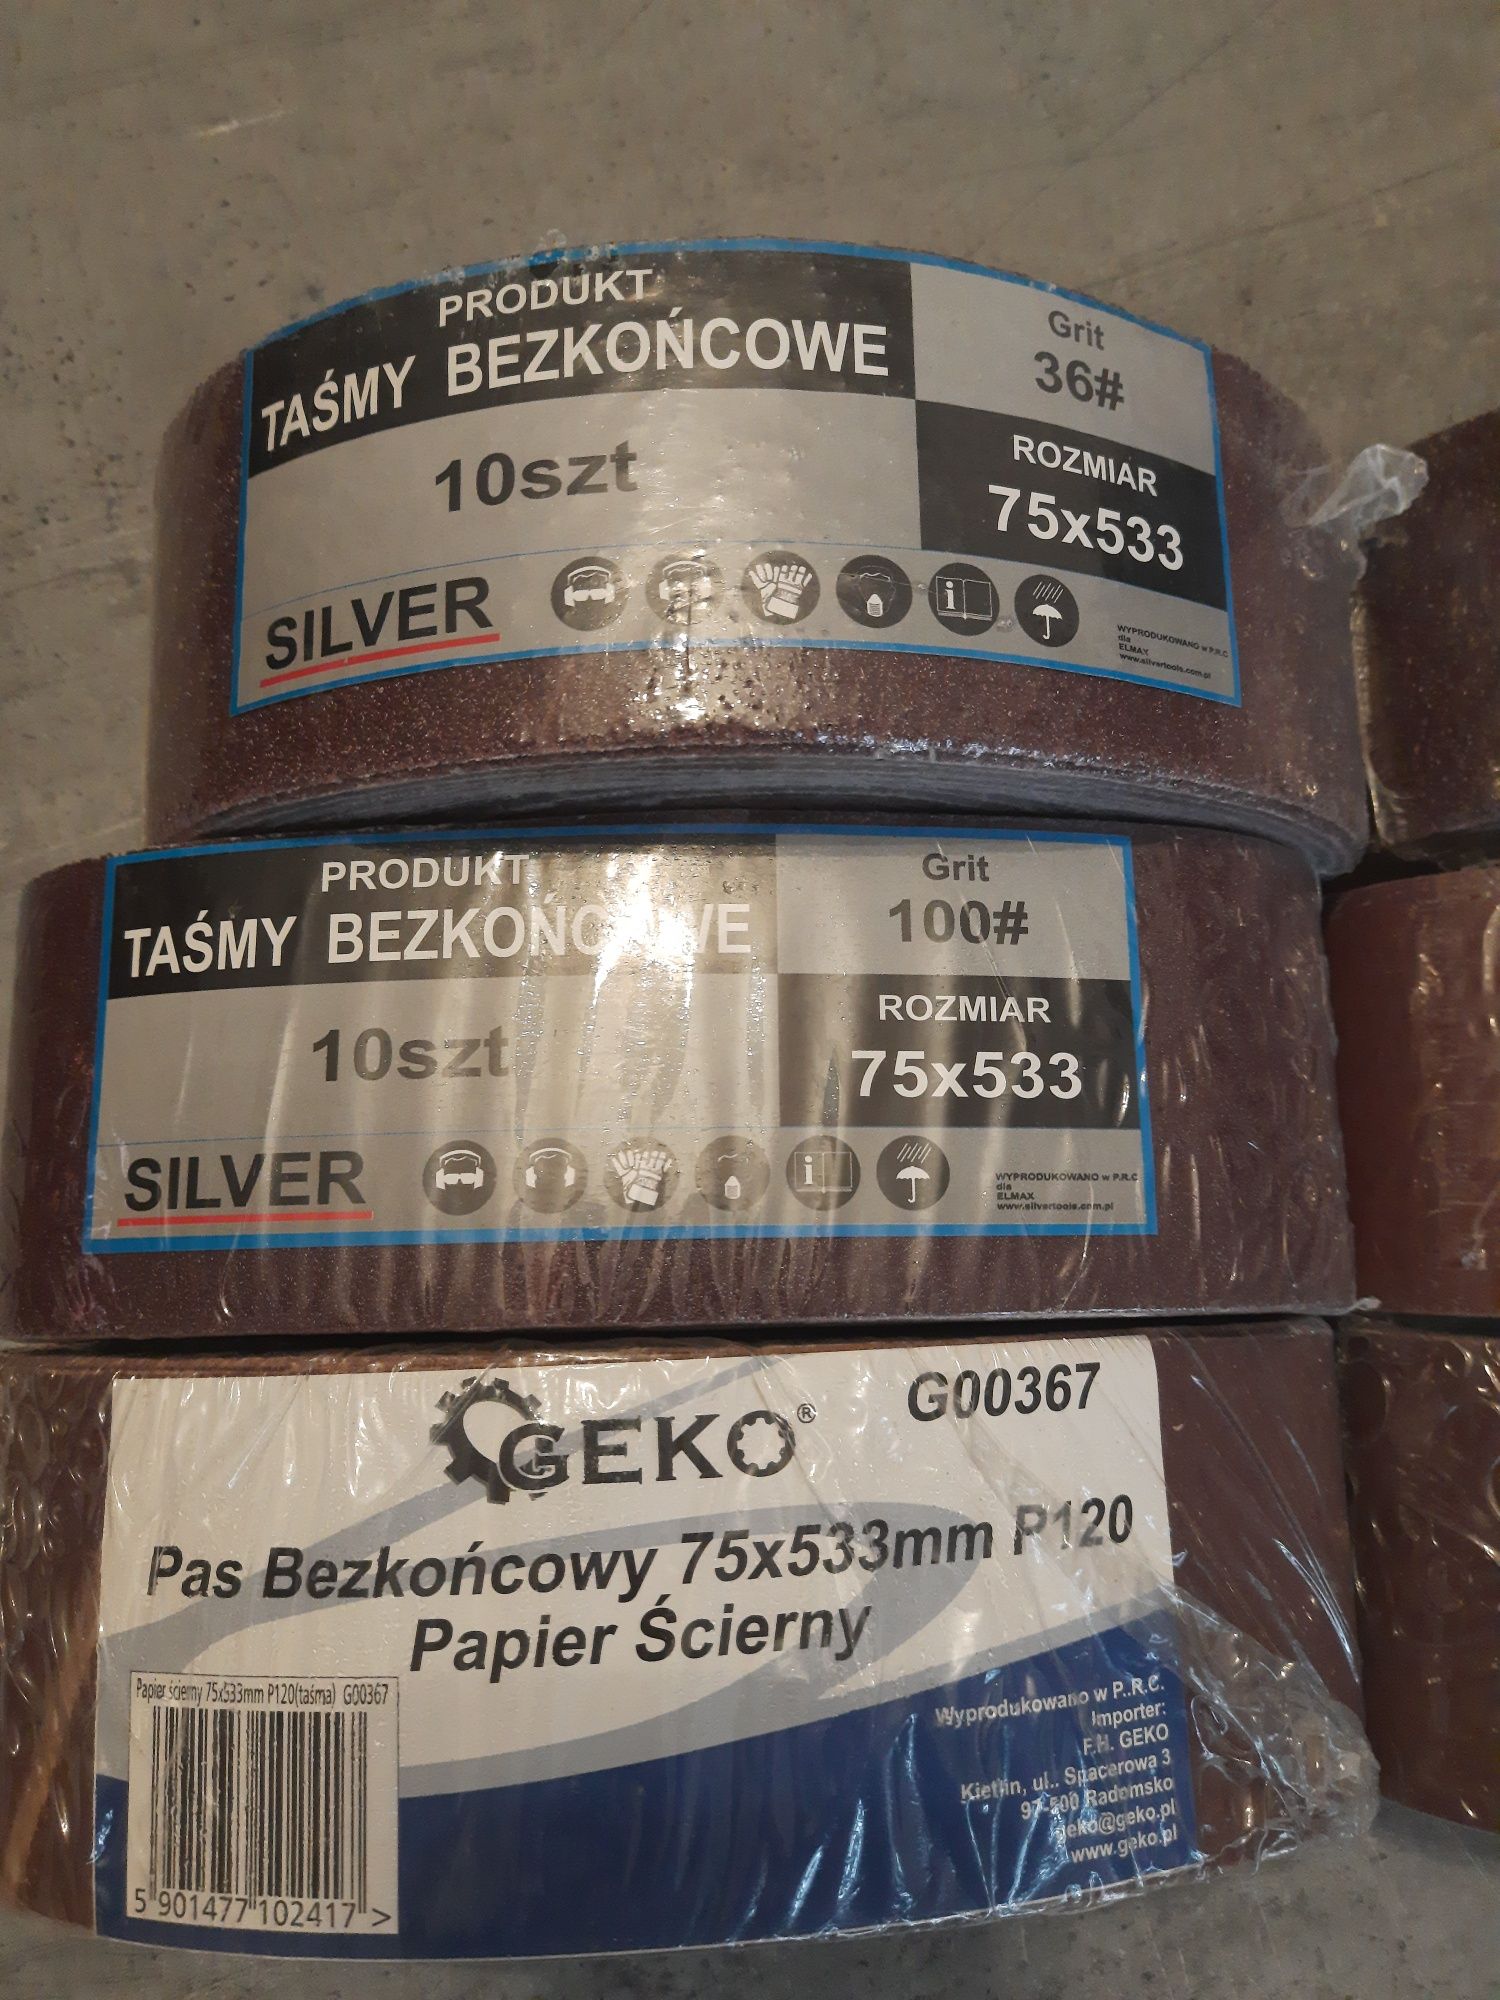 PRODUKT
TAŚMY BEZKOŃCOWE
10szt
Grit
36#
ROZMIAR
75x533
SILVER
WYPRODUKOWANO w P.R.C
dla
ELMAX
www.silvertools.com.pl
PRODUKT
TAŚMY BEZKOŃCOWE
10szt
Grit
100#
ROZMIAR
75x533
SILVER
WYPRODUKOWANO w P.R.C
dla
ELMAX
www.silvertools.com.pl
GEKO®
G00367
Pas Bezkońcowy 75x533mm P120
Papier Ścierny
Papier ścierny 75x533mm P120(taśma) G00367
5 901477 102417 >
Wyprodukowano w P..R.C.
Importer:
F.H. GEKO
Kietlin, ul.. Spacerowa 3
97-500 Radomsko
geko@geko.pl
www.geko.pl